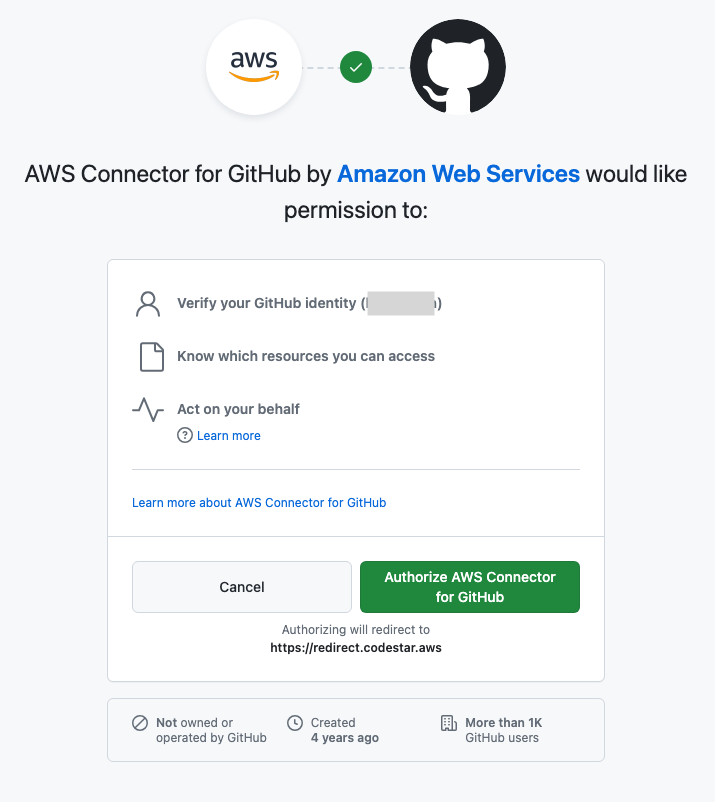 aws
AWS Connector for GitHub by Amazon Web Services would like
permission to:
Verify your GitHub identity (
Know which resources you can access
Act on your behalf
Learn more
Learn more about AWS Connector for GitHub
Cancel
Authorize AWS Connector
for GitHub
Authorizing will redirect to
https://redirect.codestar.aws
Not owned or
operated by GitHub
Created
4 years ago
More than 1K
GitHub users